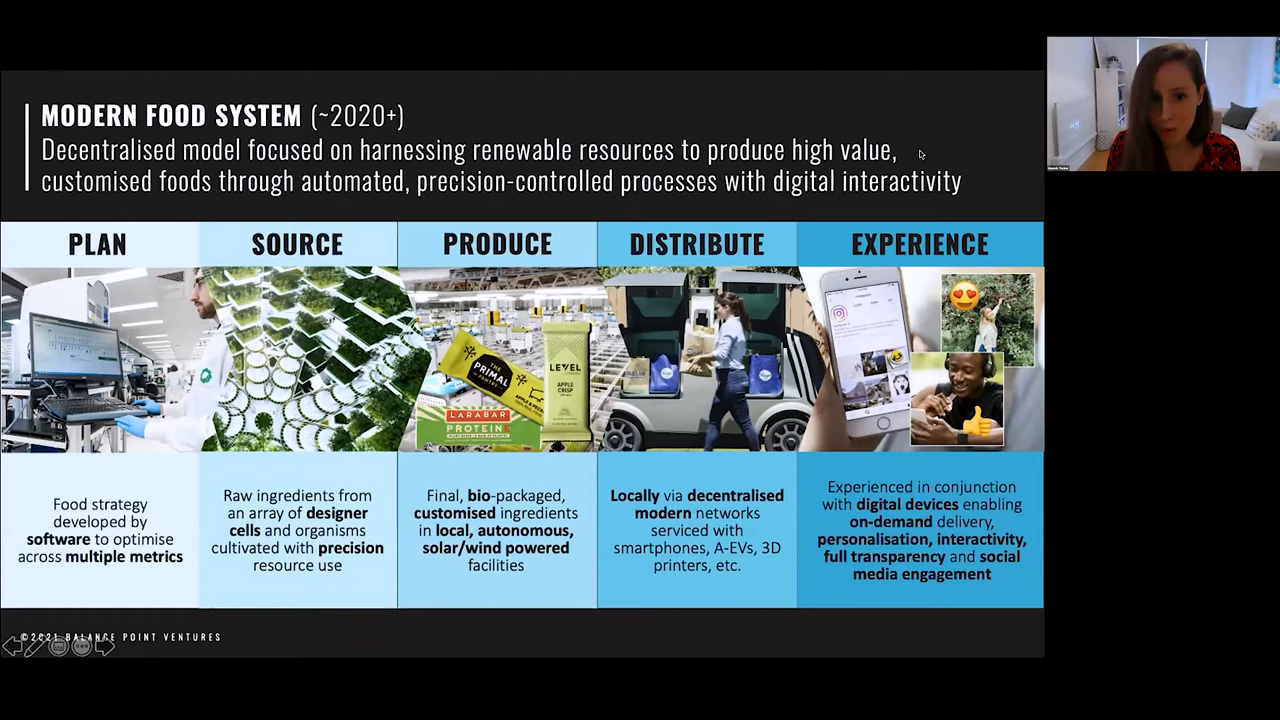 MODERN FOOD SYSTEM (~2020+)
Decentralised model focused on harnessing renewable resources to produce high value,
customised foods through automated, precision-controlled processes with digital interactivity
PLAN
SOURCE
PRODUCE
DISTRIBUTE
EXPERIENCE
THE
PRIMAL
PANTRY
LEVEL
APPLE
CRISP
LARABAR
PROTEIN
Instagram
Food strategy
developed by
software to optimise
across multiple metrics
Raw ingredients from
an array of designer
cells and organisms
cultivated with precision
resource use
Final, bio-packaged,
customised ingredients
in local, autonomous,
solar/wind powered
facilities
Locally via decentralised
modern networks
serviced with
smartphones, A-EVs, 3D
printers, etc.
Experienced in conjunction
with digital devices enabling
on-demand delivery,
personalisation, interactivity,
full transparency and social
media engagement
©2021 BALANCE POINT VENTURES